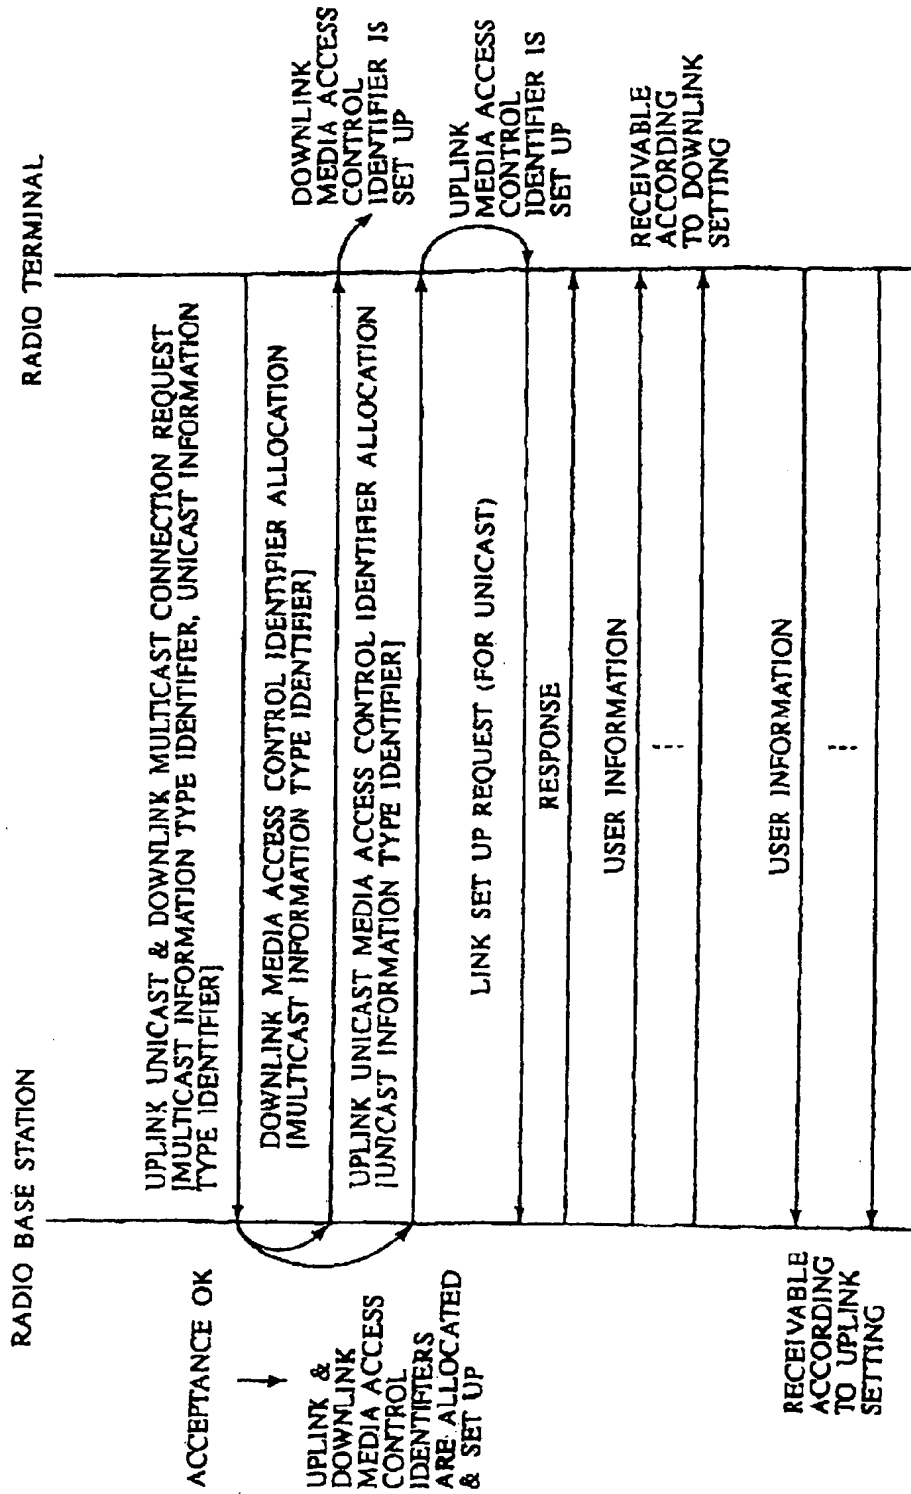 RADIO BASE STATION
RADIO TERMINAL
UPLINK UNICAST & DOWNLINK MULTICAST CONNECTION REQUEST
[MULTICAST INFORMATION TYPE IDENTIFIER, UNICAST INFORMATION
TYPE IDENTIFIER]
ACCEPTANCE OK
UPLINK &
DOWNLINK
MEDIA ACCESS
CONTROL
IDENTIFIERS
ARE ALLOCATED
& SET UP
DOWNLINK MEDIA ACCESS CONTROL IDENTIFIER ALLOCATION
[MULTICAST INFORMATION TYPE IDENTIFIER]
DOWNLINK
MEDIA ACCESS
CONTROL
IDENTIFIER IS
SET UP
UPLINK UNICAST MEDIA ACCESS CONTROL IDENTIFIER ALLOCATION
[UNICAST INFORMATION TYPE IDENTIFIER]
UPLINK
MEDIA ACCESS
CONTROL
IDENTIFIER IS
SET UP
LINK SET UP REQUEST (FOR UNICAST)
RESPONSE
USER INFORMATION
RECEIVABLE
ACCORDING
TO DOWNLINK
SETTING
USER INFORMATION
RECEIVABLE
ACCORDING
TO UPLINK
SETTING